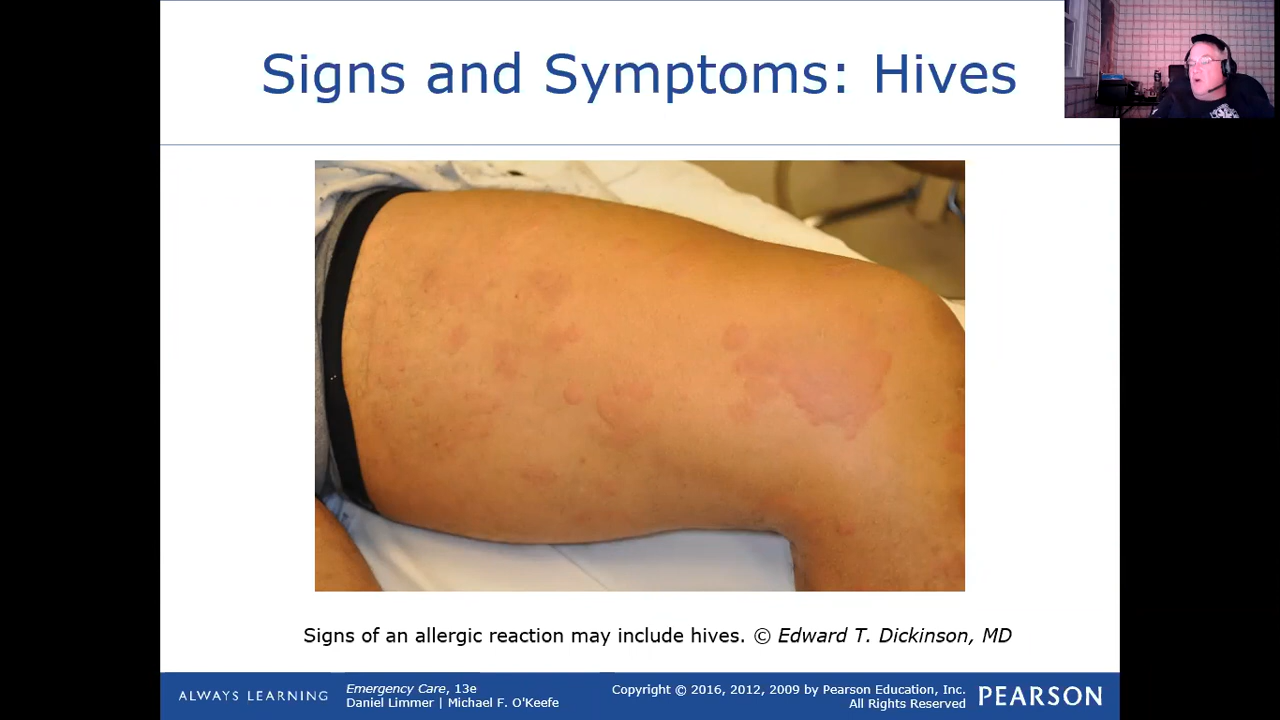 Signs and Symptoms: Hives
Signs of an allergic reaction may include hives. © Edward T. Dickinson, MD
ALWAYS LEARNING
Emergency Care, 13e
Daniel Limmer | Michael F. O'Keefe
Copyright © 2016, 2012, 2009 by Pearson Education, Inc.
All Rights Reserved
PEARSON